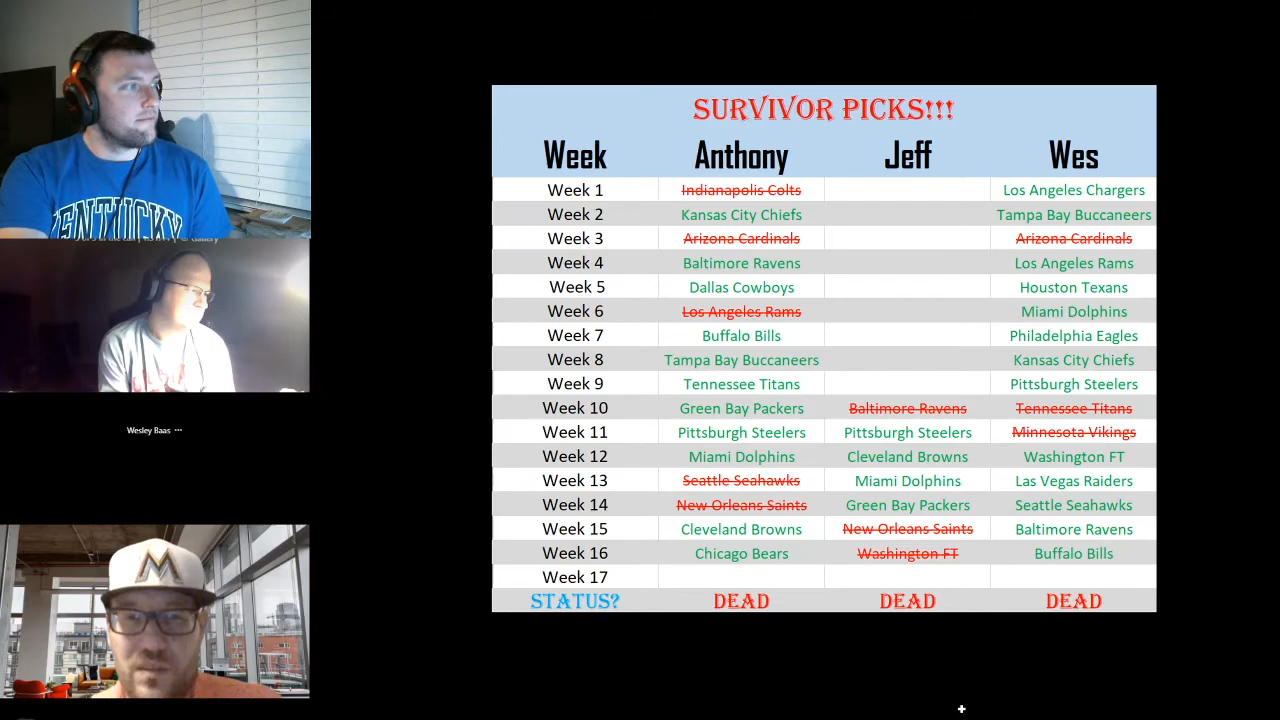 KENTUCKY
Gallery
Wesley Baas ···
M
SURVIVOR PICKS!!!
Week Anthony Jeff Wes
Week 1 Indianapolis Colts Los Angeles Chargers
Week 2 Kansas City Chiefs Tampa Bay Buccaneers
Week 3 Arizona Cardinals Arizona Cardinals
Week 4 Baltimore Ravens Los Angeles Rams
Week 5 Dallas Cowboys Houston Texans
Week 6 Los Angeles Rams Miami Dolphins
Week 7 Buffalo Bills Philadelphia Eagles
Week 8 Tampa Bay Buccaneers Kansas City Chiefs
Week 9 Tennessee Titans Pittsburgh Steelers
Week 10 Green Bay Packers Baltimore Ravens Tennessee Titans
Week 11 Pittsburgh Steelers Pittsburgh Steelers Minnesota Vikings
Week 12 Miami Dolphins Cleveland Browns Washington FT
Week 13 Seattle Seahawks Miami Dolphins Las Vegas Raiders
Week 14 New Orleans Saints Green Bay Packers Seattle Seahawks
Week 15 Cleveland Browns New Orleans Saints Baltimore Ravens
Week 16 Chicago Bears Washington FT Buffalo Bills
Week 17
STATUS? DEAD DEAD DEAD